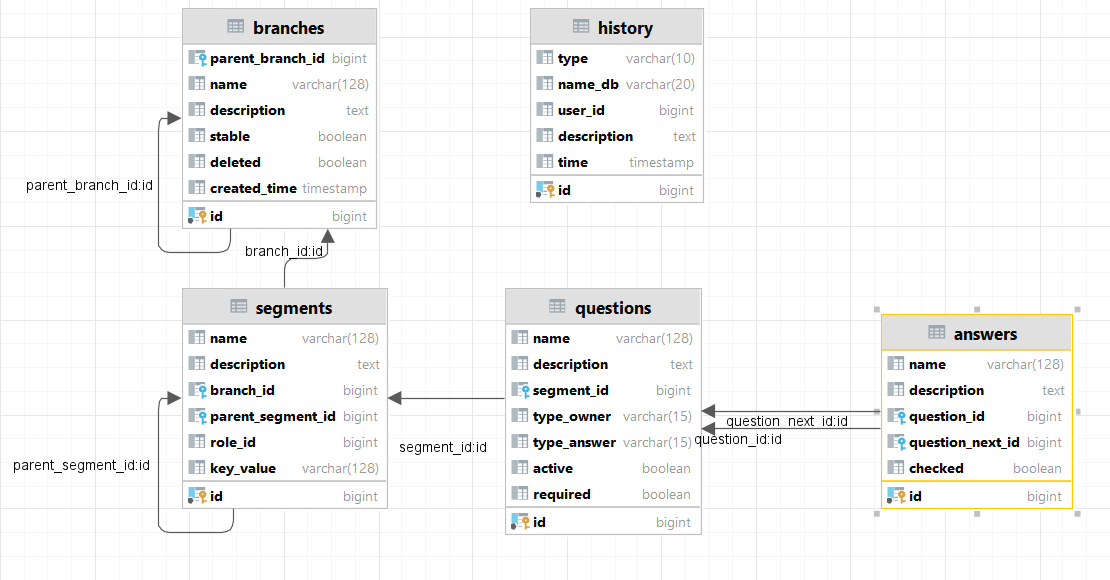 branches
parent_branch_id bigint
name varchar(128)
description text
stable boolean
deleted boolean
created_time timestamp
id bigint
parent_branch_id:id
history
type varchar(10)
name_db varchar(20)
user_id bigint
description text
time timestamp
id bigint
branch_id:id
segments
name varchar(128)
description text
branch_id bigint
parent_segment_id bigint
role_id bigint
key_value varchar(128)
id bigint
parent_segment_id:id
segment_id:id
questions
name varchar(128)
description text
segment_id bigint
type_owner varchar(15)
type_answer varchar(15)
active boolean
required boolean
id bigint
question_next_id:id
question_id:id
answers
name varchar(128)
description text
question_id bigint
question_next_id bigint
checked boolean
id bigint